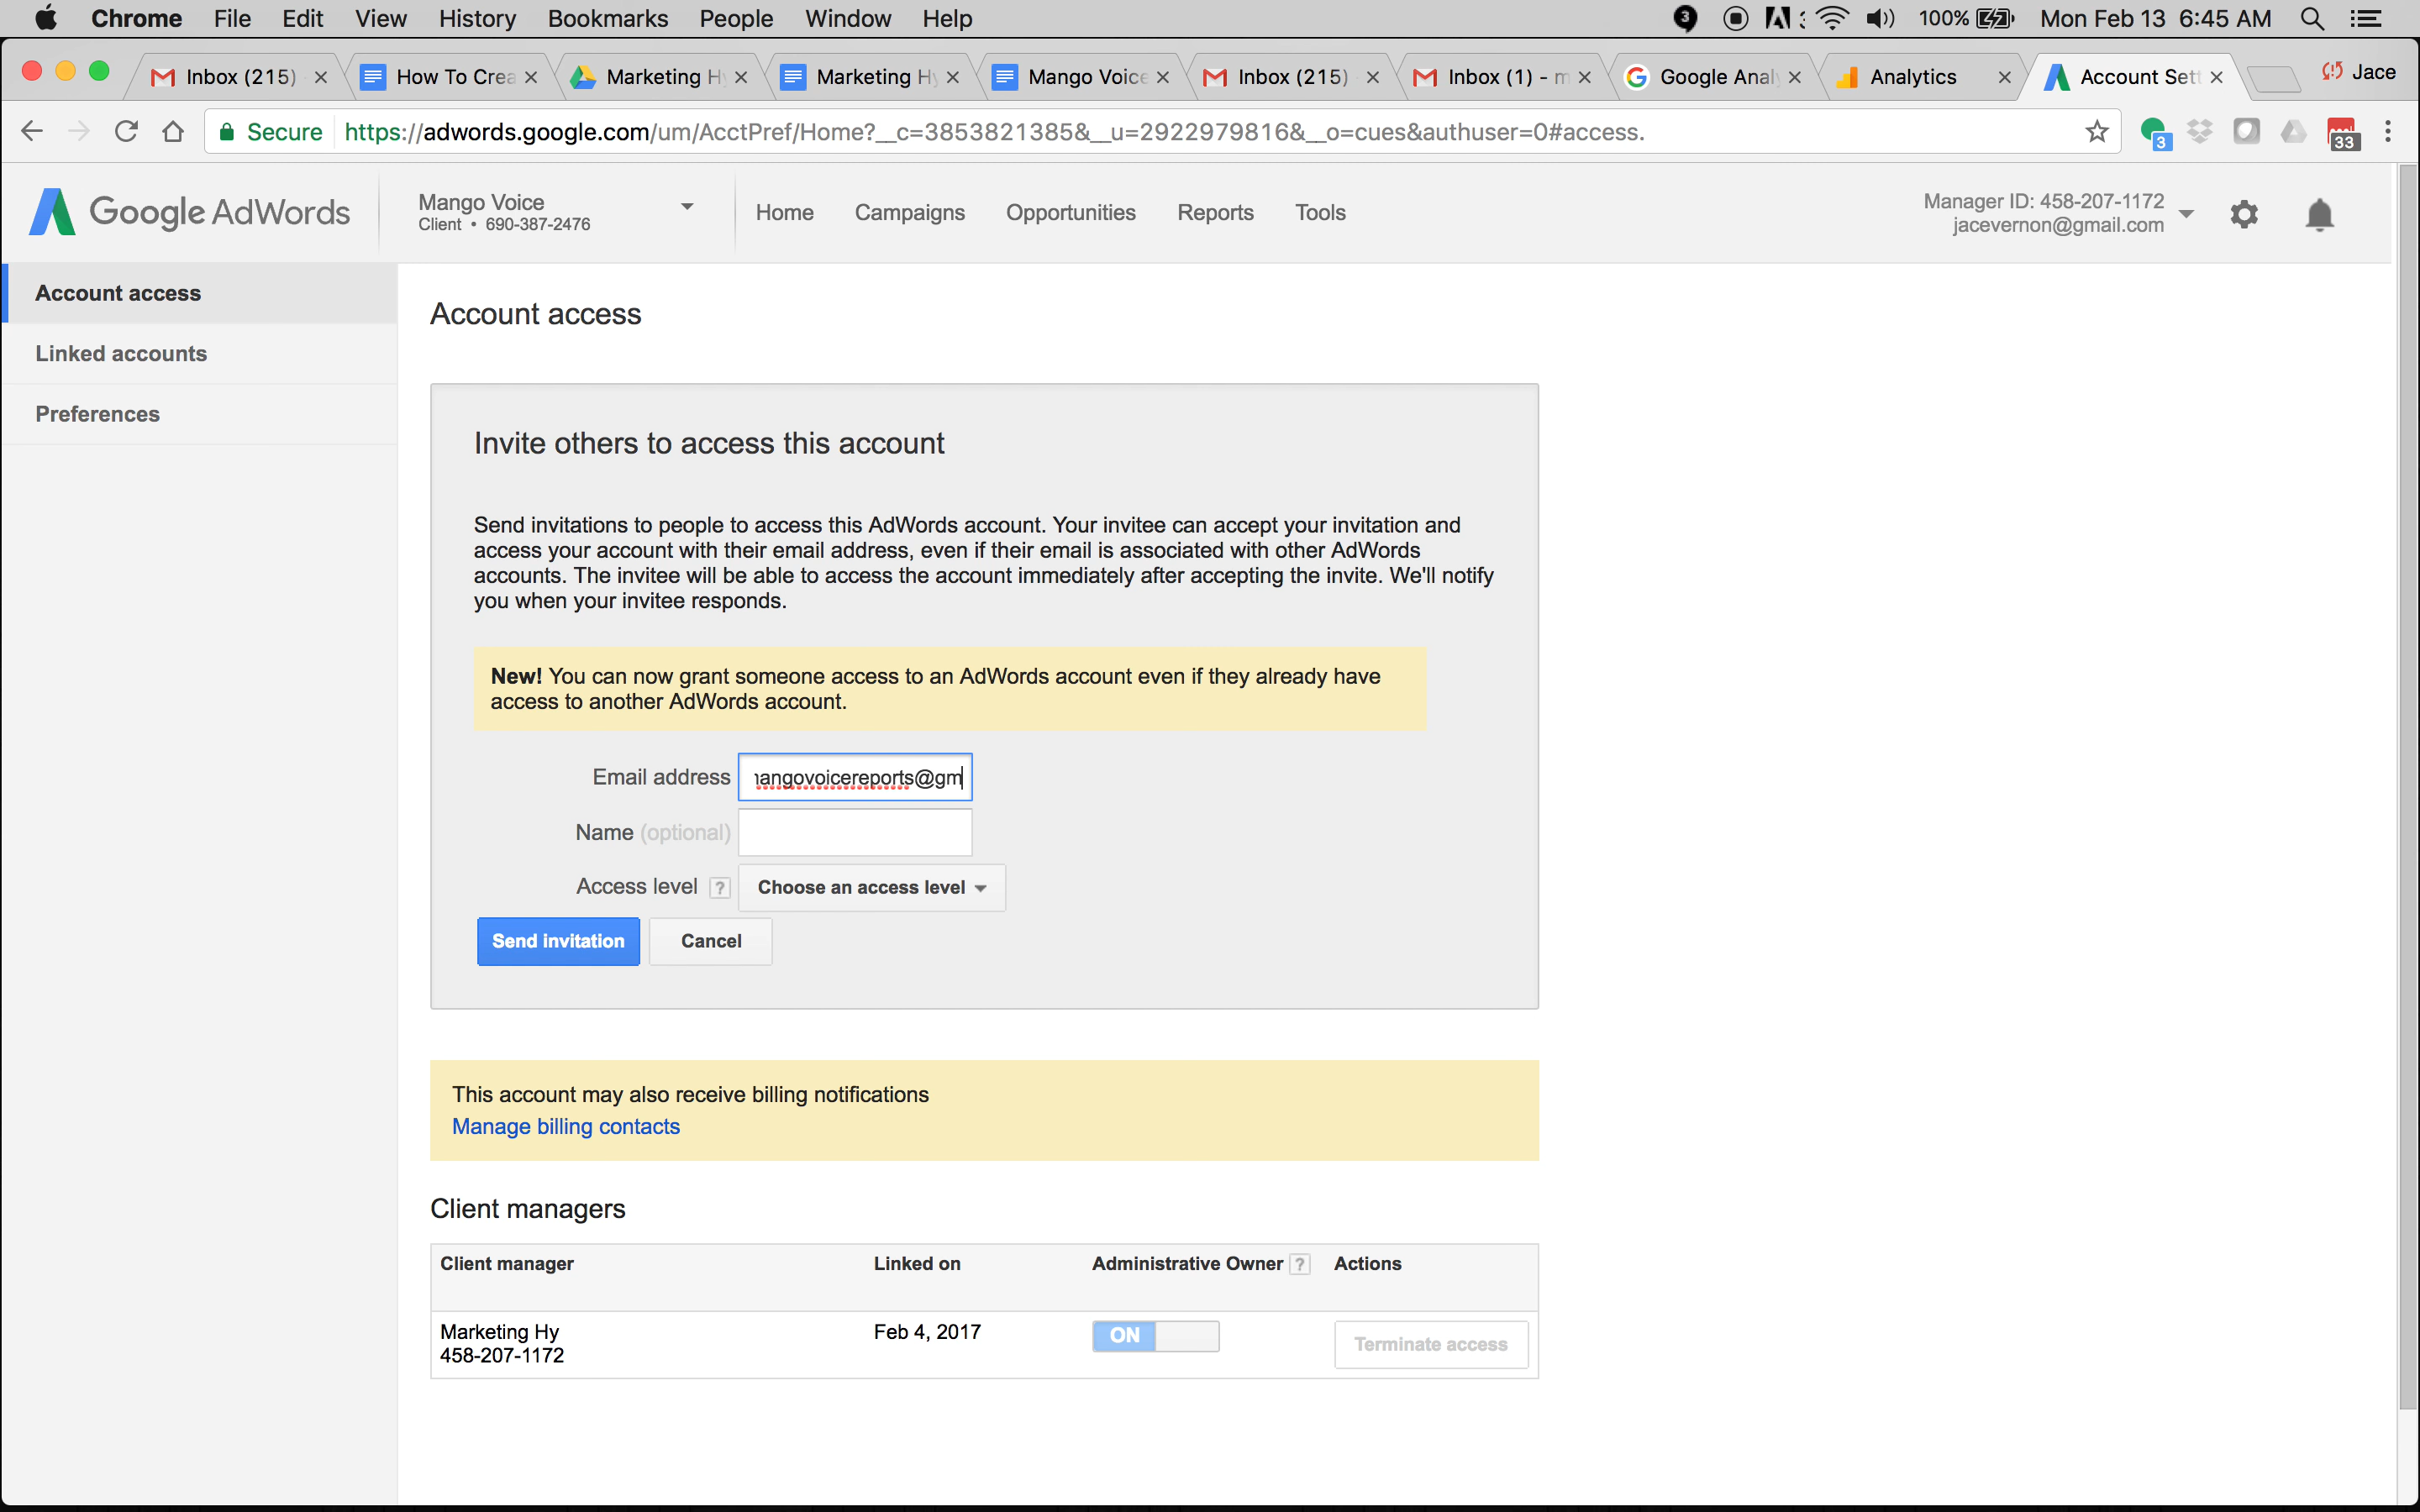 Chrome File Edit View History Bookmarks People Window Help 3 100% Mon Feb 13 6:45 AM
Inbox (215) How To Crea Marketing Hy Marketing Hy Mango Voice Inbox (215) Inbox (1) - m Google Anal Analytics Account Sett Jace
Secure https://adwords.google.com/um/AcctPref/Home?__c=3853821385&__u=2922979816&__o=cues&authuser=0#access. 3 33
Google AdWords
Mango Voice
Client • 690-387-2476
Home Campaigns Opportunities Reports Tools
Manager ID: 458-207-1172
jacevernon@gmail.com
Account access
Linked accounts
Preferences
Account access
Invite others to access this account
Send invitations to people to access this AdWords account. Your invitee can accept your invitation and
access your account with their email address, even if their email is associated with other AdWords
accounts. The invitee will be able to access the account immediately after accepting the invite. We'll notify
you when your invitee responds.
New! You can now grant someone access to an AdWords account even if they already have
access to another AdWords account.
Email address angovoicereports@gm
Name (optional)
Access level ? Choose an access level
Send invitation Cancel
This account may also receive billing notifications
Manage billing contacts
Client managers
Client manager Linked on Administrative Owner ? Actions
Marketing Hy Feb 4, 2017 ON Terminate access
458-207-1172